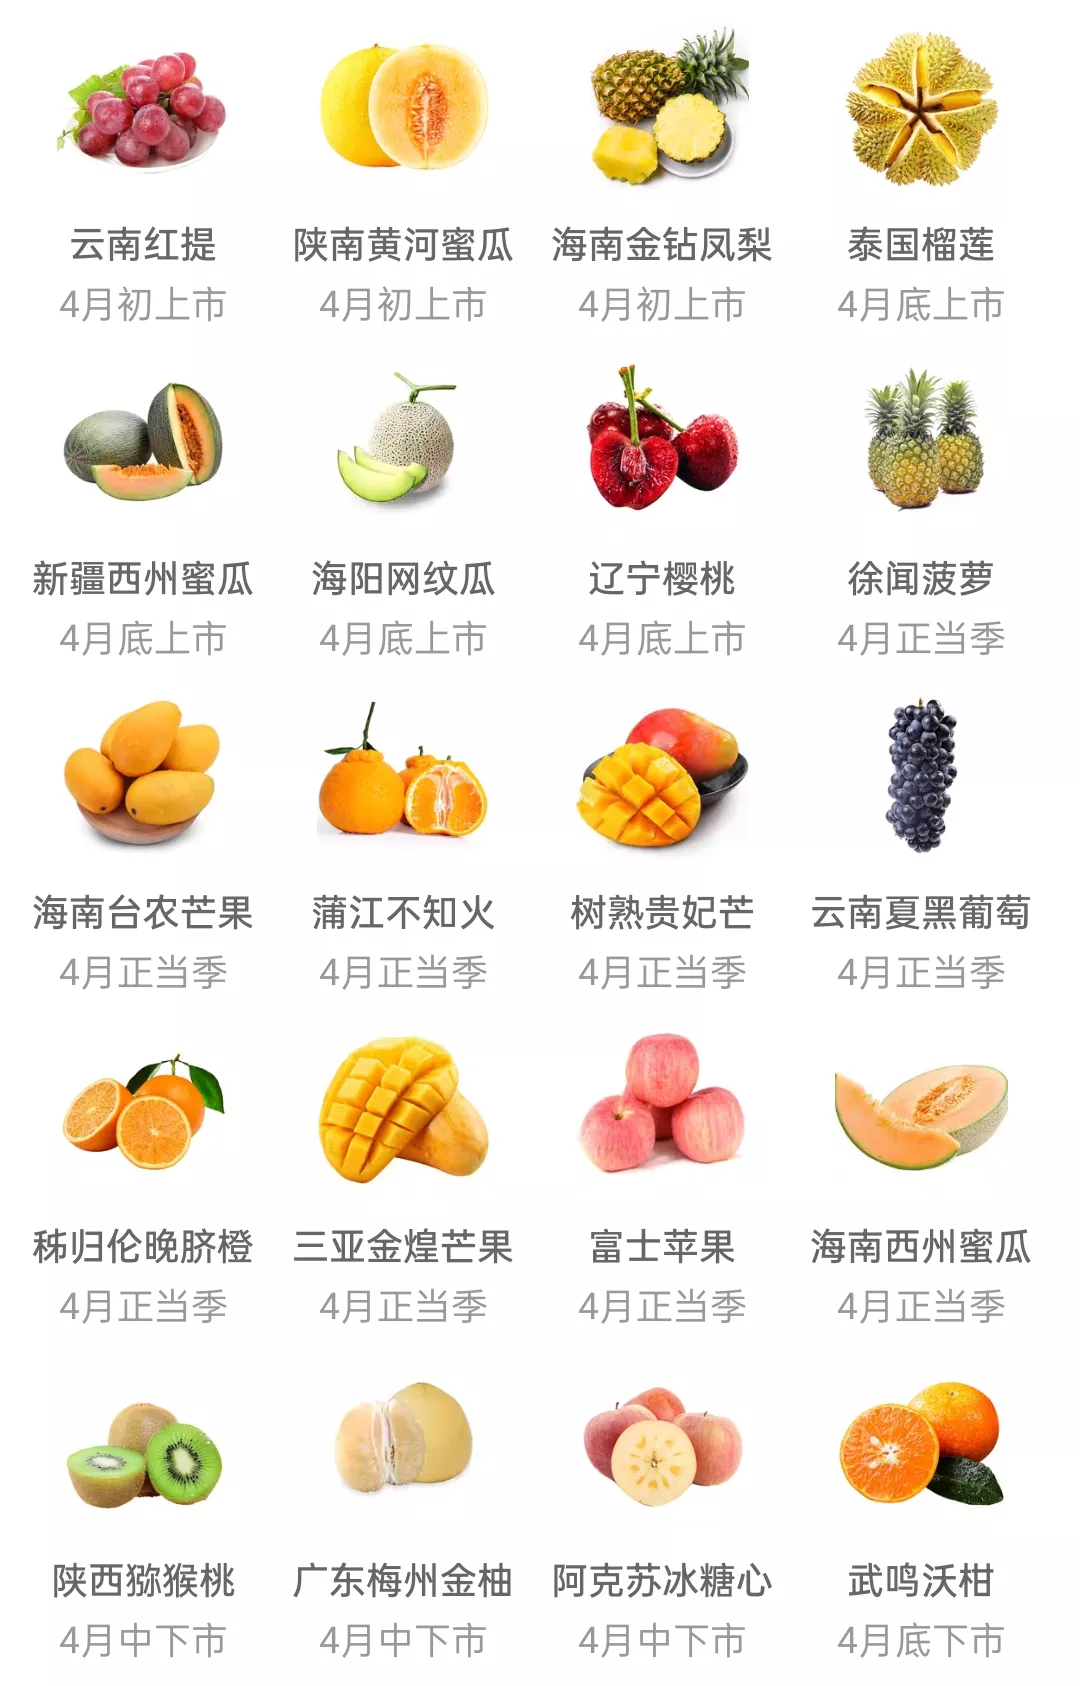 云南红提
陕南黄河蜜瓜
海南金钻凤梨
泰国榴莲
4月初上市
4月初上市
4月初上市
4月底上市
新疆西州蜜瓜
海阳网纹瓜
辽宁樱桃
徐闻菠萝
4月底上市
4月底上市
4月底上市
4月正当季
海南台农芒果
蒲江不知火
树熟贵妃芒
云南夏黑葡萄
4月正当季
4月正当季
4月正当季
4月正当季
秭归伦晚脐橙
三亚金煌芒果
富士苹果
海南西州蜜瓜
4月正当季
4月正当季
4月正当季
4月正当季
陕西猕猴桃
广东梅州金柚
阿克苏冰糖心
武鸣沃柑
4月中下市
4月中下市
4月中下市
4月底下市